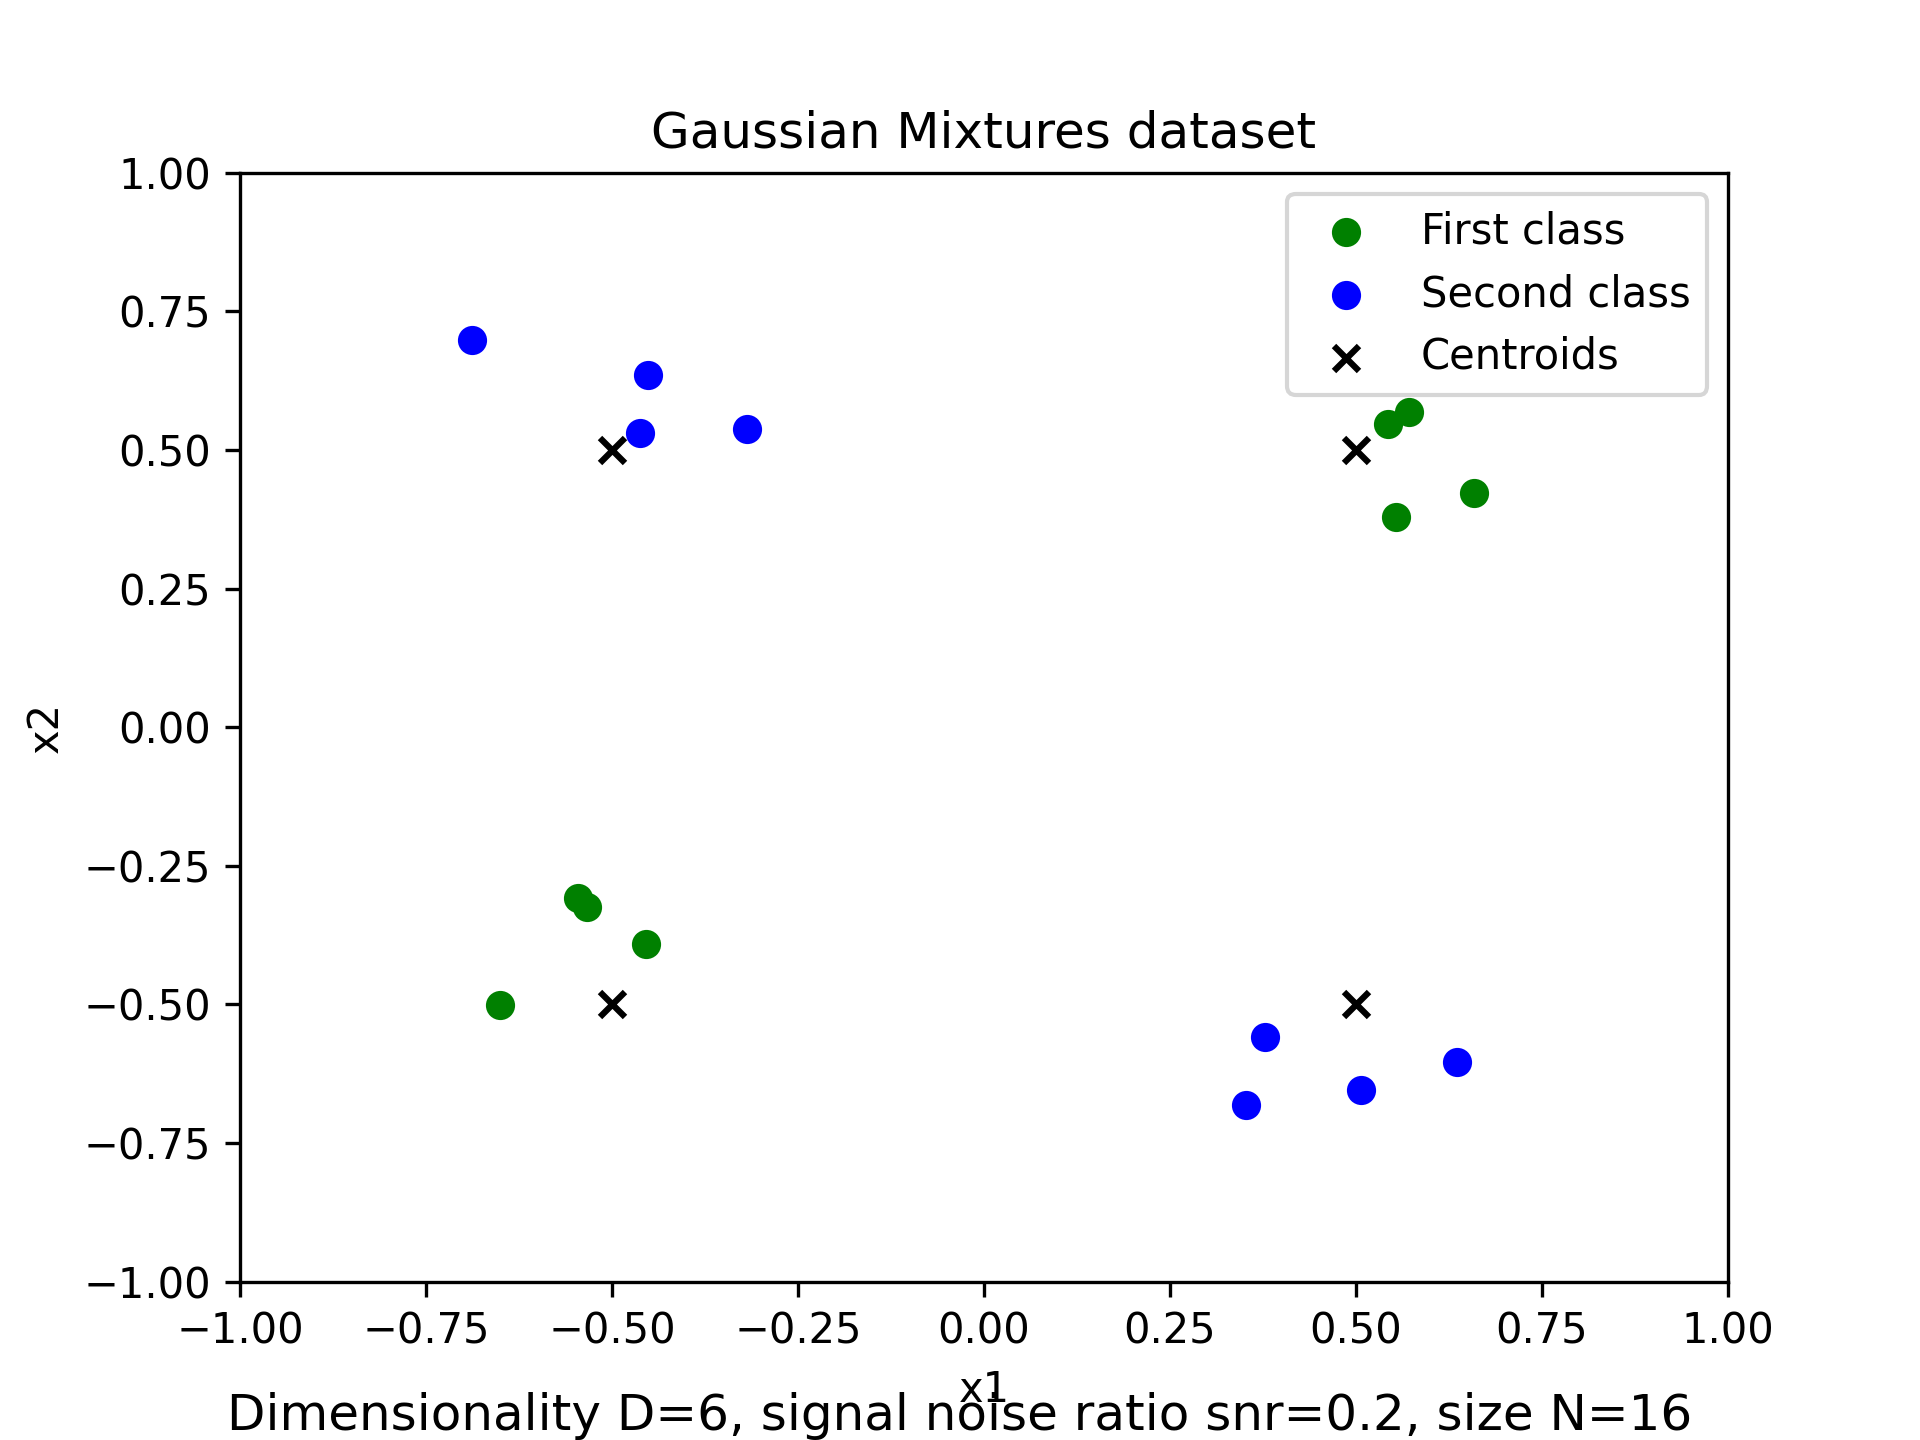 Gaussian Mixtures dataset
First class
Second class
Centroids
1.00
0.75
0.50
0.25
0.00
−0.25
−0.50
−0.75
−1.00
x2
−1.00 −0.75 −0.50 −0.25 0.00 0.25 0.50 0.75 1.00
x1
Dimensionality D=6, signal noise ratio snr=0.2, size N=16